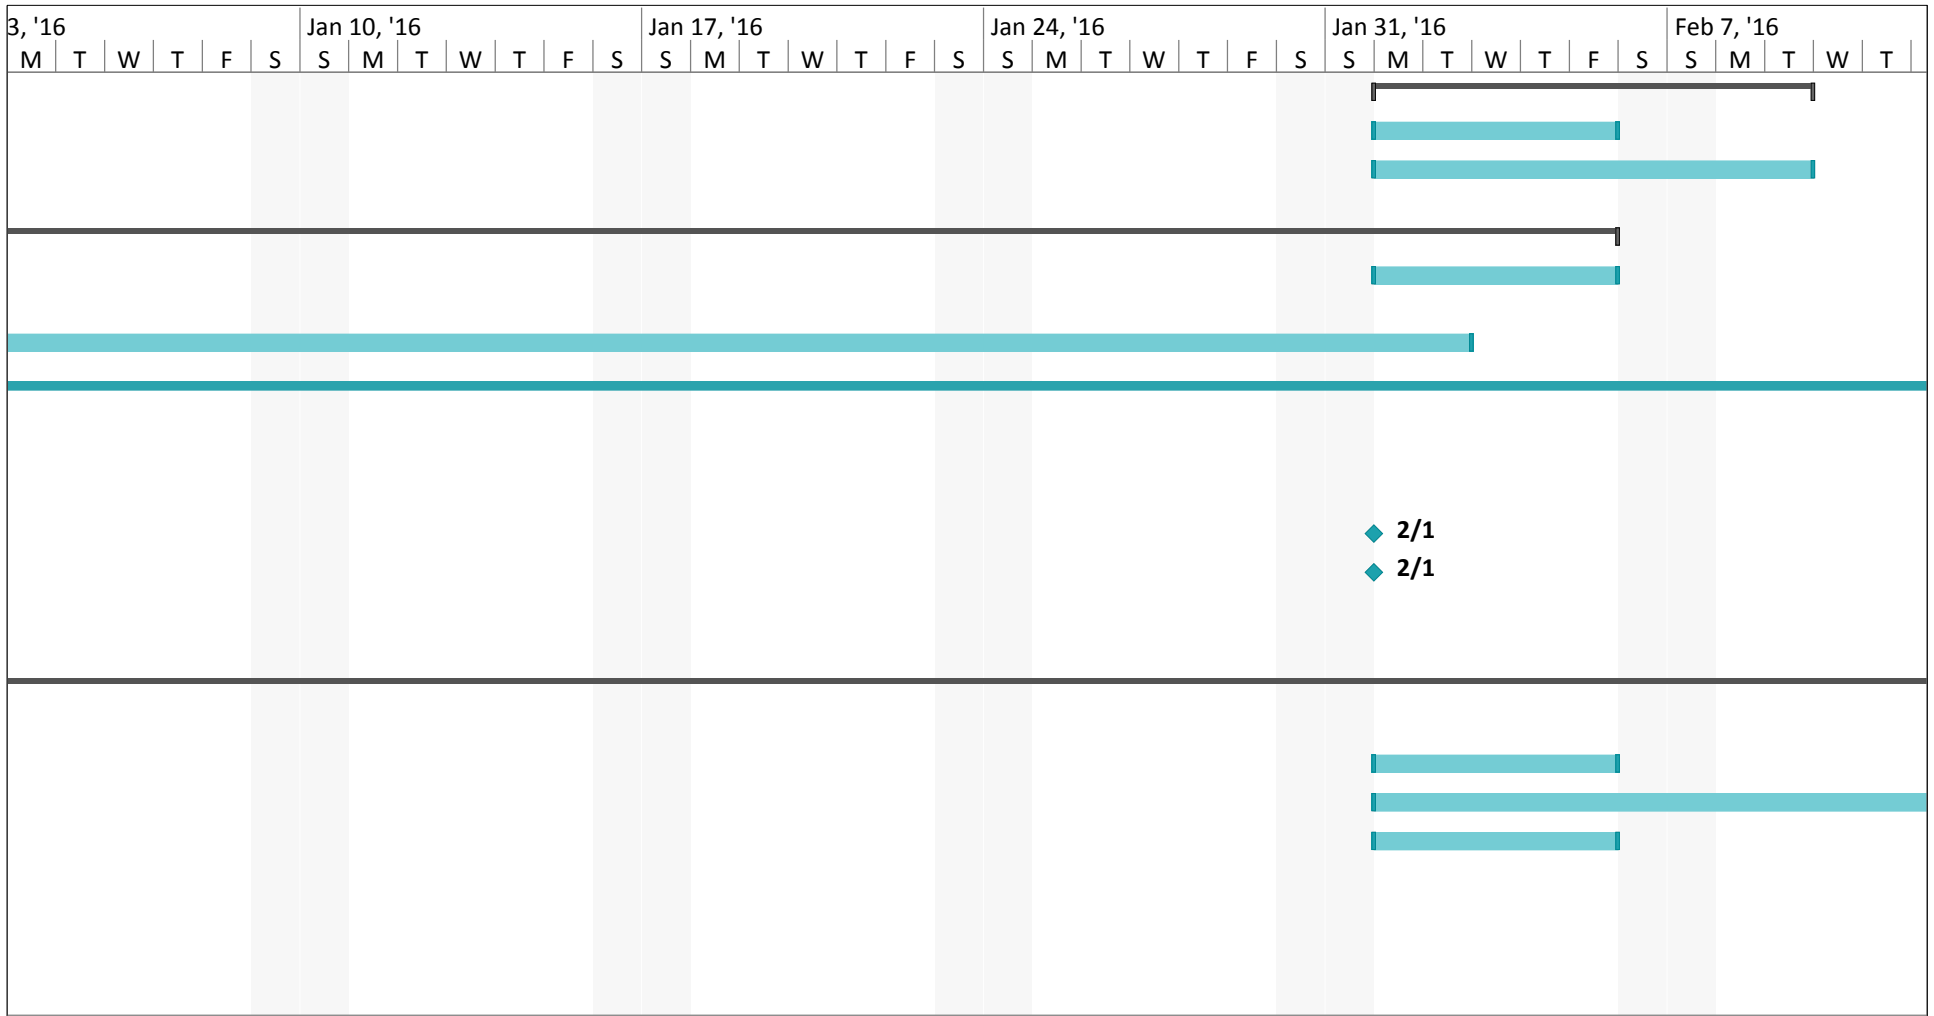 3, '16 Jan 10, '16 Jan 17, '16 Jan 24, '16 Jan 31, '16 Feb 7, '16
M T W T F S S M T W T F S S M T W T F S S M T W T F S S M T W T F S S M T W T
2/1
2/1